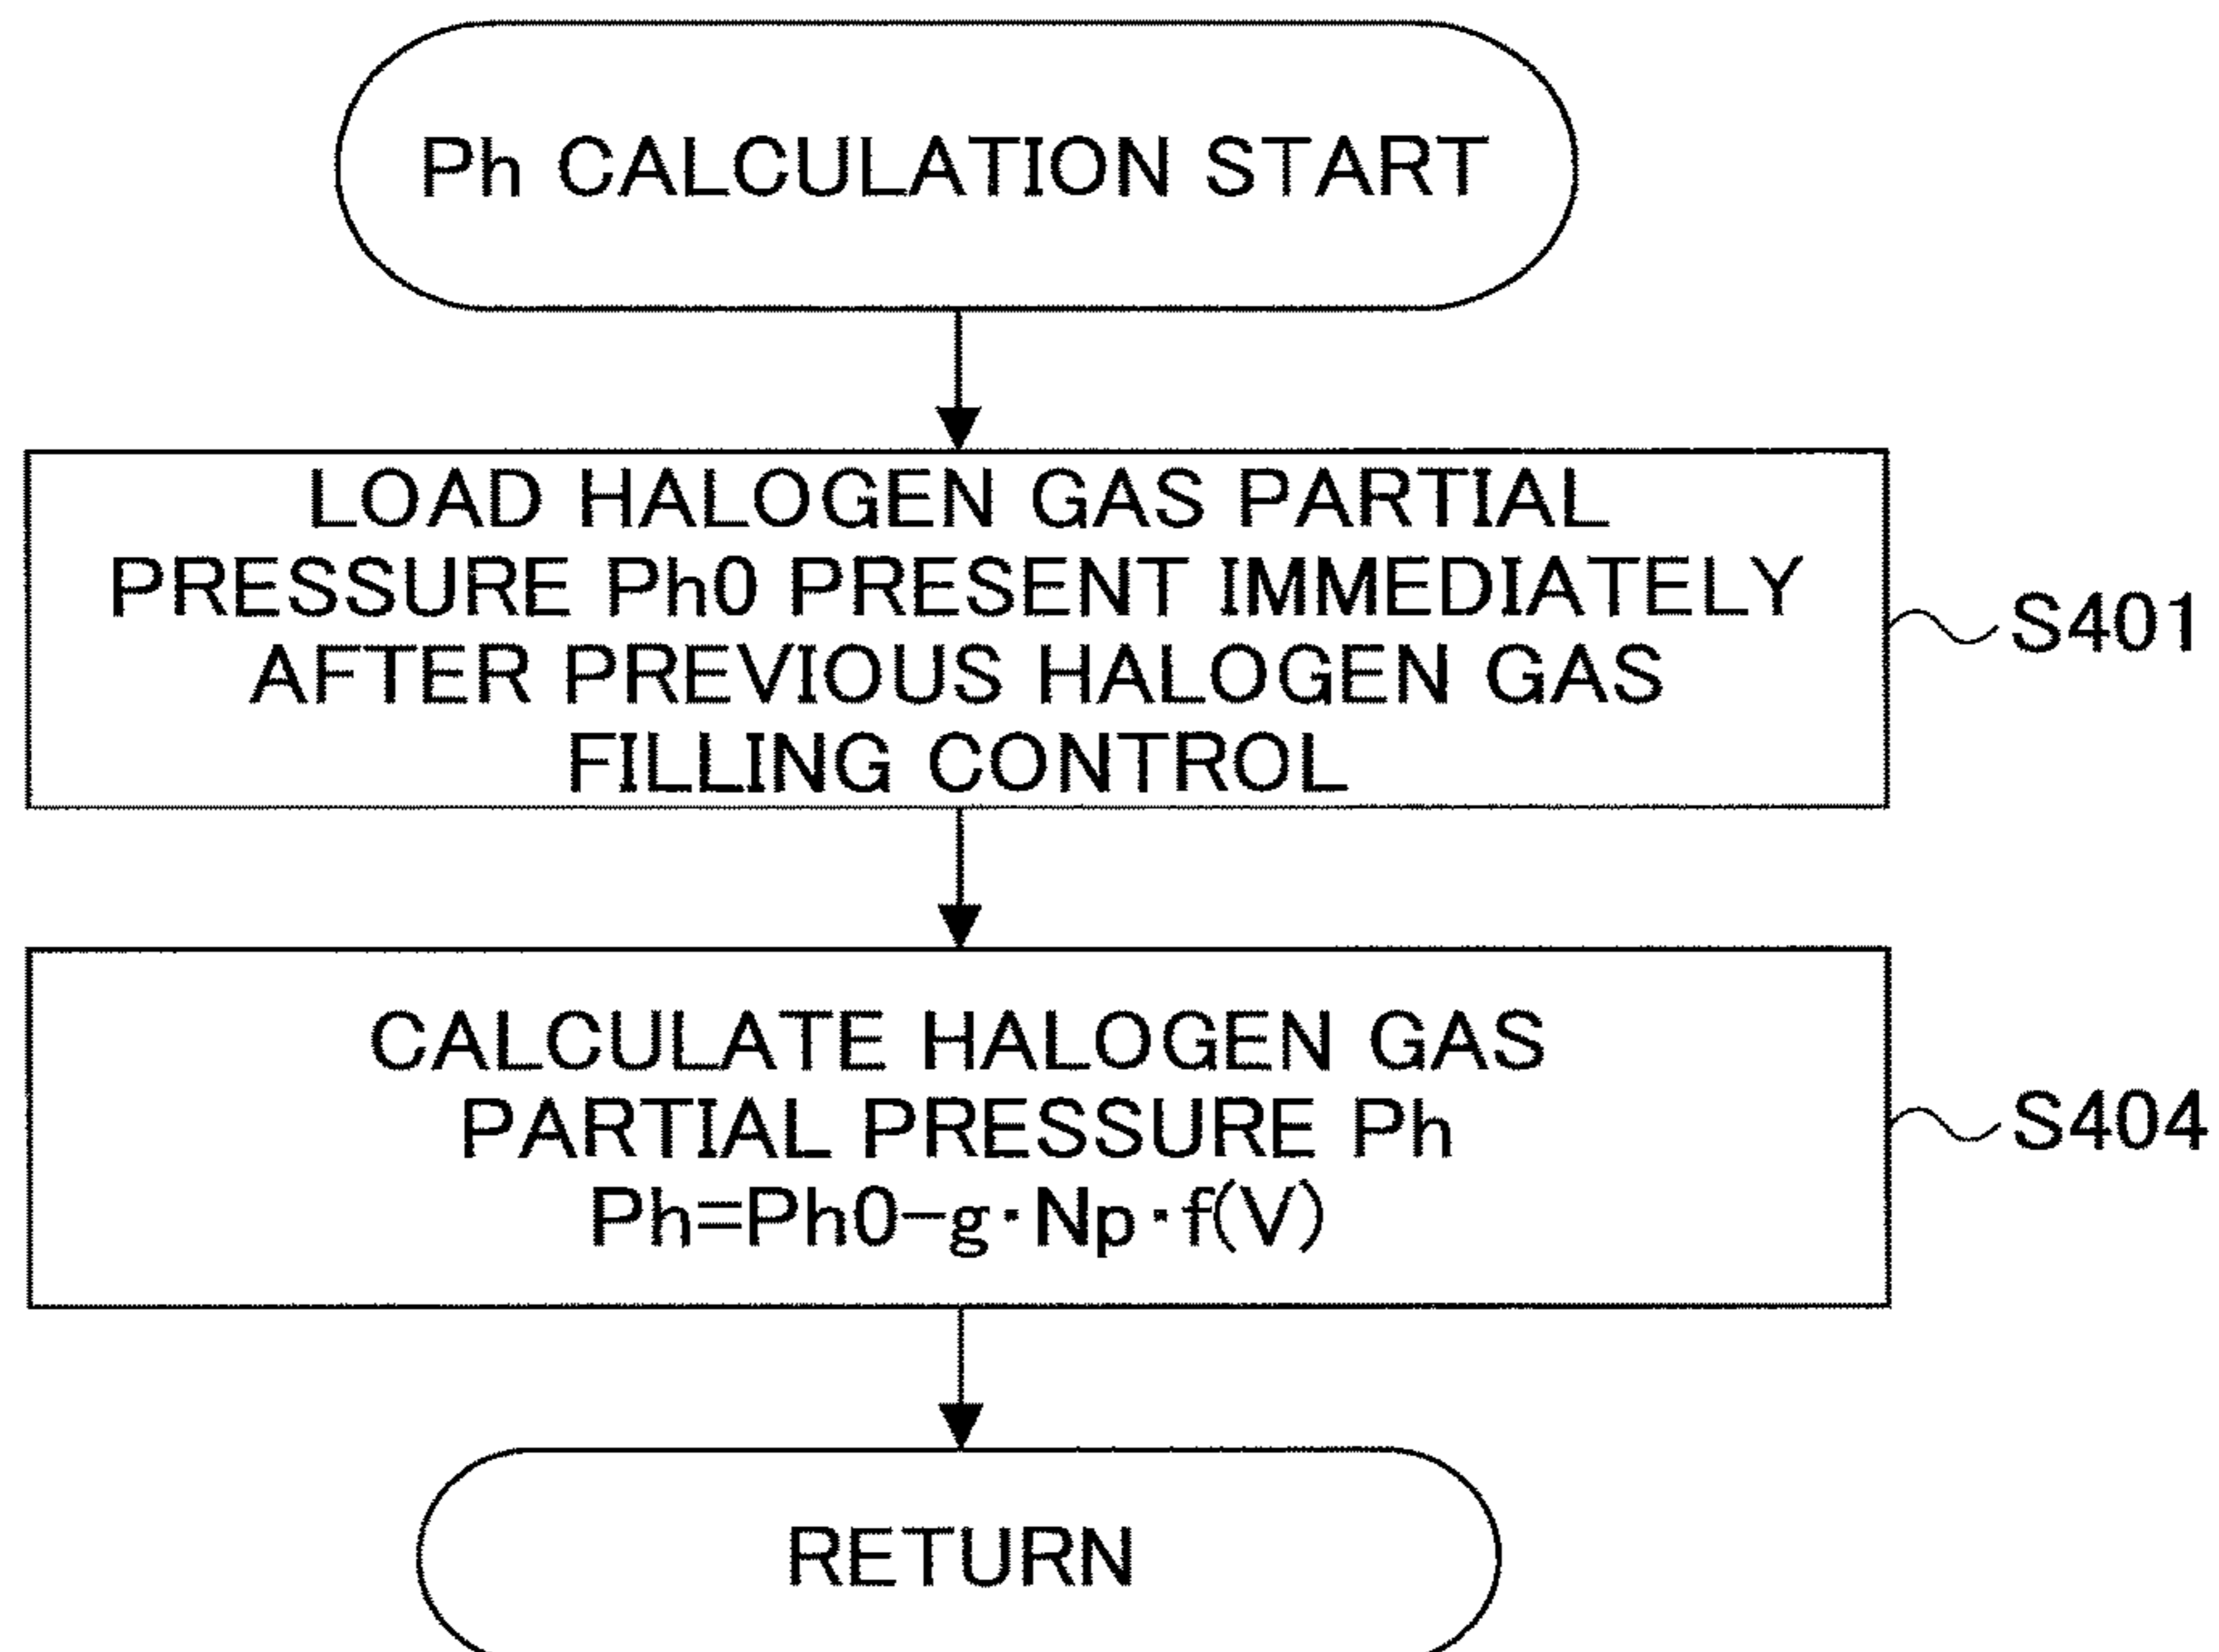 Ph CALCULATION START
LOAD HALOGEN GAS PARTIAL
PRESSURE Ph0 PRESENT IMMEDIATELY
AFTER PREVIOUS HALOGEN GAS
FILLING CONTROL
S401
CALCULATE HALOGEN GAS
PARTIAL PRESSURE Ph
Ph=Ph0-g・Np・f(V)
S404
RETURN